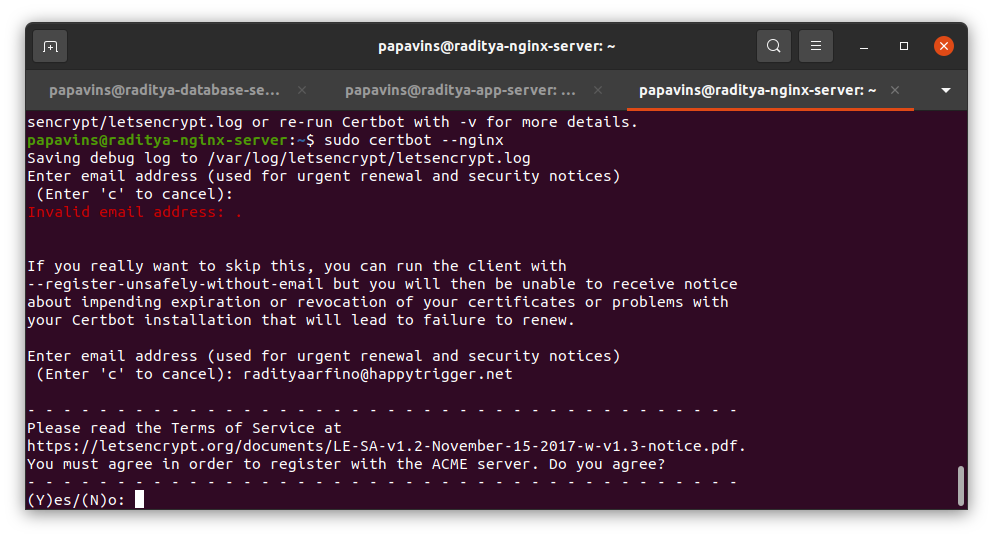 papavins@raditya-nginx-server: ~
papavins@raditya-database-se...
papavins@raditya-app-server: ...
papavins@raditya-nginx-server: ~
sencrypt/letsencrypt.log or re-run Certbot with -v for more details.
papavins@raditya-nginx-server:~$ sudo certbot --nginx
Saving debug log to /var/log/letsencrypt/letsencrypt.log
Enter email address (used for urgent renewal and security notices)
(Enter 'c' to cancel):
Invalid email address: .
If you really want to skip this, you can run the client with
--register-unsafely-without-email but you will then be unable to receive notice
about impending expiration or revocation of your certificates or problems with
your Certbot installation that will lead to failure to renew.
Enter email address (used for urgent renewal and security notices)
(Enter 'c' to cancel): radityaarfino@happytrigger.net
- - - - - - - - - - - - - - - - - - - - - - - - - - - - - - - - - - - - - - - -
Please read the Terms of Service at
https://letsencrypt.org/documents/LE-SA-v1.2-November-15-2017-w-v1.3-notice.pdf.
You must agree in order to register with the ACME server. Do you agree?
- - - - - - - - - - - - - - - - - - - - - - - - - - - - - - - - - - - - - - - -
(Y)es/(N)o: